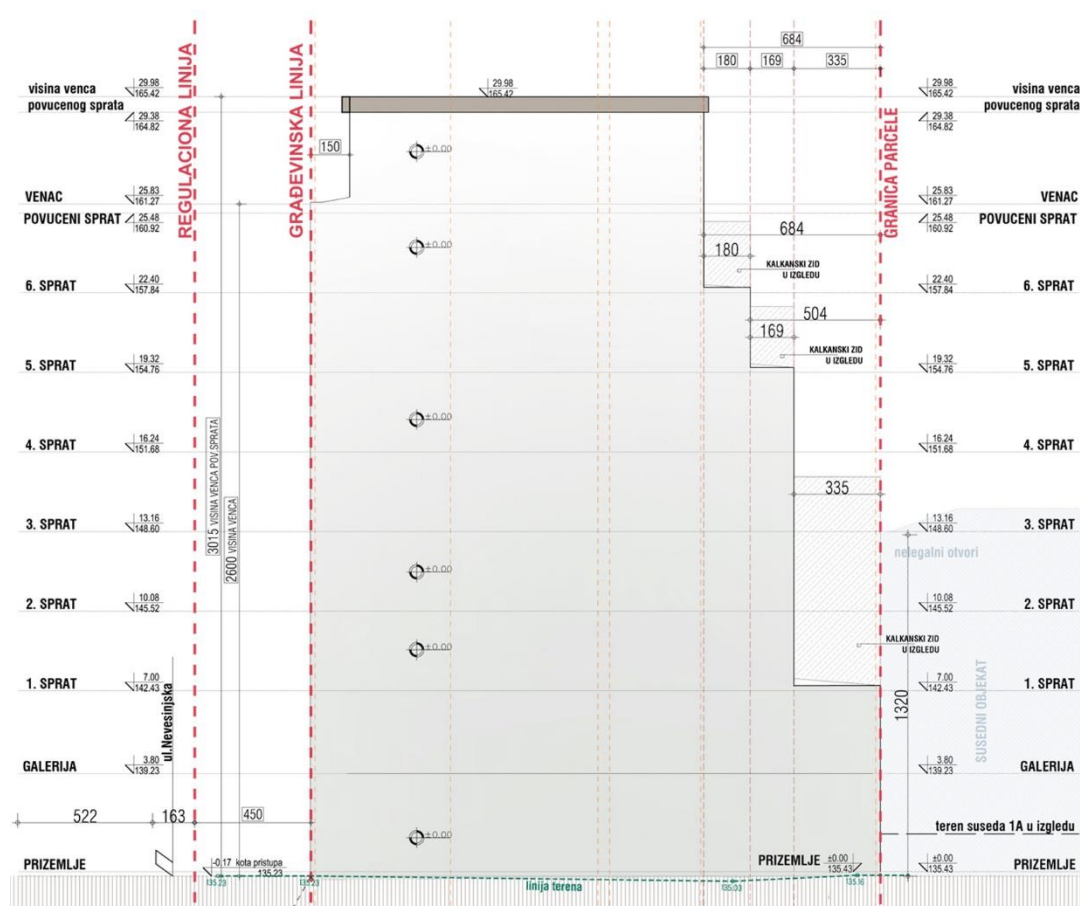 684
180 169 335
visina venca
povucenog sprata
29.98
165.42
29.38
164.82
REGULACIONA LINIJA
GRAĐEVINSKA LINIJA
29.98
165.42
GRANICA PARCELE
29.98
165.42
29.38
164.82
visina venca
povucenog sprata
150
±0.00
VENAC
25.83
161.27
25.83
161.27
VENAC
POVUCENI SPRAT
25.48
160.92
25.48
160.92
POVUCENI SPRAT
684
±0.00
180
KALKANSKI ZID
U IZGLEDU
6. SPRAT
22.40
157.84
22.40
157.84
6. SPRAT
504
169
KALKANSKI ZID
U IZGLEDU
5. SPRAT
19.32
154.76
19.32
154.76
5. SPRAT
±0.00
4. SPRAT
16.24
151.68
16.24
151.68
4. SPRAT
3015 VISINA VENCA POV.SPRATA
2600 VISINA VENCA
335
3. SPRAT
13.16
148.60
13.16
148.60
3. SPRAT
nelegalni otvori
±0.00
2. SPRAT
10.08
145.52
10.08
145.52
2. SPRAT
±0.00
KALKANSKI ZID
U IZGLEDU
1. SPRAT
7.00
142.43
7.00
142.43
1. SPRAT
ul.Nevesinjska
1320
SUSEDNI OBJEKAT
GALERIJA
3.80
139.23
3.80
139.23
GALERIJA
522 163 450
±0.00
teren suseda 1A u izgledu
PRIZEMLJE
-0.17 kota pristupa
135.23
PRIZEMLJE
±0.00
135.43
±0.00
135.43
PRIZEMLJE
135.23
135.23
linija terena
135.03
135.16